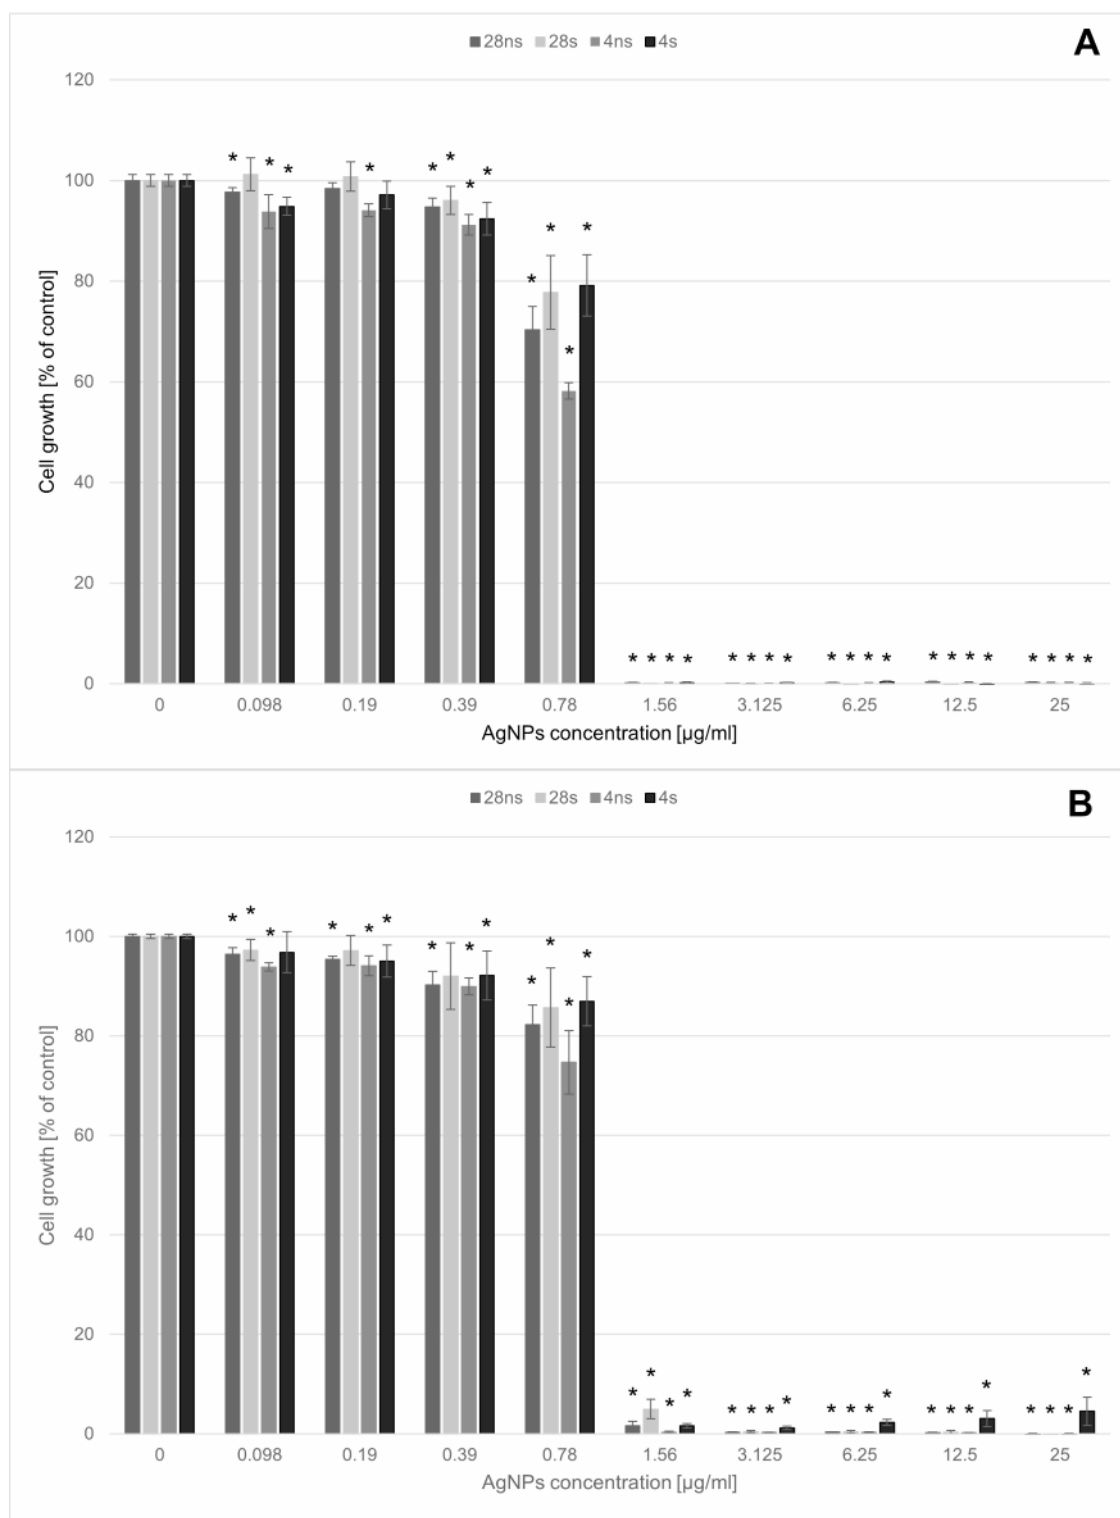 28ns 28s 4ns 4s
A
120
100
80
60
40
20
0
Cell growth [% of control]
* * * *
*
* * * *
* * * *
* * * *
* * * *
* * * *
* * * *
* * * *
0 0.098 0.19 0.39 0.78 1.56 3.125 6.25 12.5 25
AgNPs concentration [µg/ml]
28ns 28s 4ns 4s
B
120
100
80
60
40
20
0
Cell growth [% of control]
* * *
* * *
* * *
* * * *
* * * *
* * * *
* * * *
* * * *
* * * *
0 0.098 0.19 0.39 0.78 1.56 3.125 6.25 12.5 25
AgNPs concentration [µg/ml]